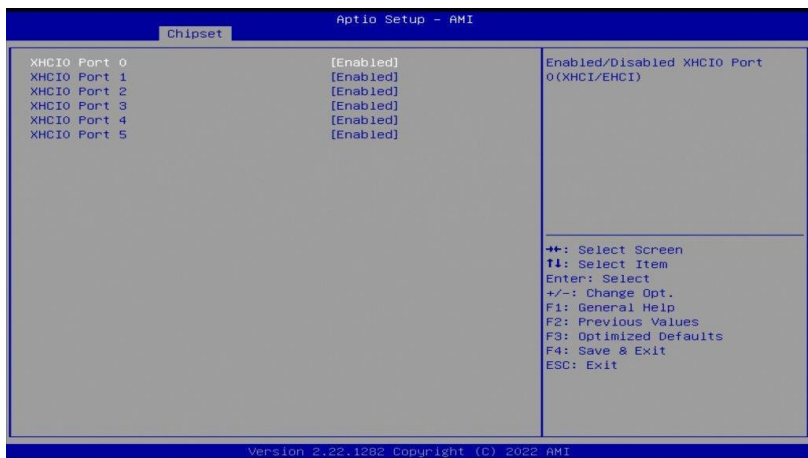 Aptio Setup - AMI
Chipset
XHCI0 Port 0 [Enabled]
XHCI0 Port 1 [Enabled]
XHCI0 Port 2 [Enabled]
XHCI0 Port 3 [Enabled]
XHCI0 Port 4 [Enabled]
XHCI0 Port 5 [Enabled]
Enabled/Disabled XHCI0 Port
0(XHCI/EHCI)
→←: Select Screen
↑↓: Select Item
Enter: Select
+/-: Change Opt.
F1: General Help
F2: Previous Values
F3: Optimized Defaults
F4: Save & Exit
ESC: Exit
Version 2.22.1282 Copyright (C) 2022 AMI